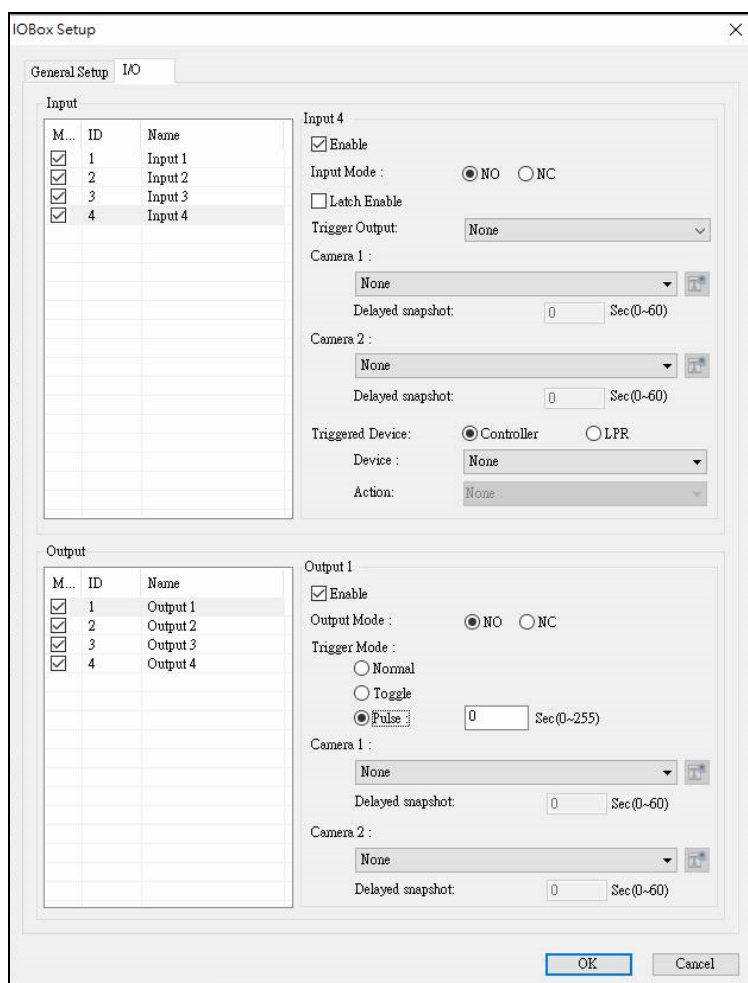 IOBox Setup
General Setup I/O
Input
M... ID Name
1 Input 1
2 Input 2
3 Input 3
4 Input 4
Input 4
Enable
Input Mode : NO NC
Latch Enable
Trigger Output: None
Camera 1 :
None
Delayed snapshot: 0 Sec(0~60)
Camera 2 :
None
Delayed snapshot: 0 Sec(0~60)
Triggered Device: Controller LPR
Device : None
Action: None
Output
M... ID Name
1 Output 1
2 Output 2
3 Output 3
4 Output 4
Output 1
Enable
Output Mode : NO NC
Trigger Mode :
Normal
Toggle
Pulse : 0 Sec(0~255)
Camera 1 :
None
Delayed snapshot: 0 Sec(0~60)
Camera 2 :
None
Delayed snapshot: 0 Sec(0~60)
OK Cancel